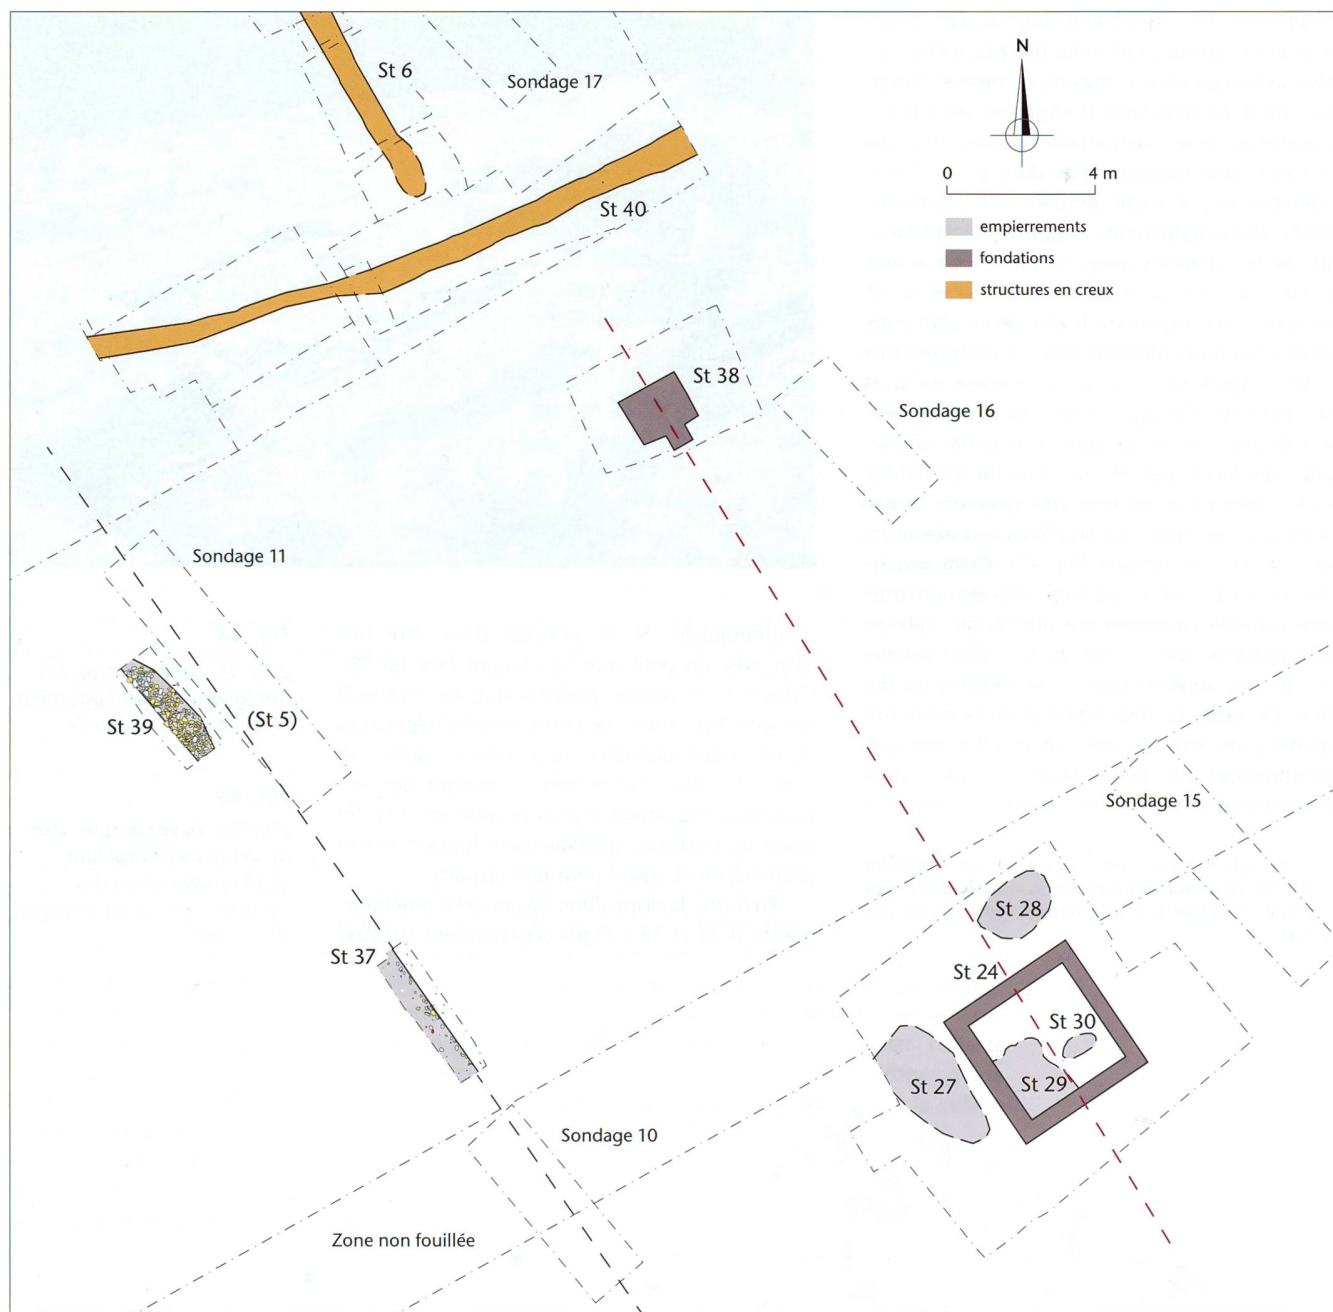 St 6
Sondage 17
N
0 m
4 m
St 40
empierrements
fondations
structures en creux
St 38
Sondage 16
Sondage 11
St 39
(St 5)
Sondage 15
St 28
St 37
St 24
St 30
St 27
St 29
Sondage 10
Zone non fouillée